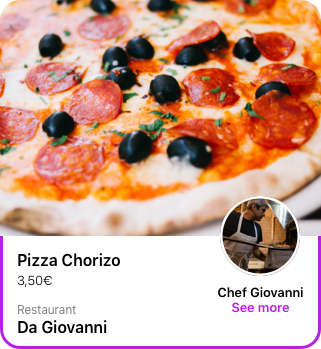 Pizza Chorizo
3,50€
Restaurant
Da Giovanni
Chef Giovanni
See more